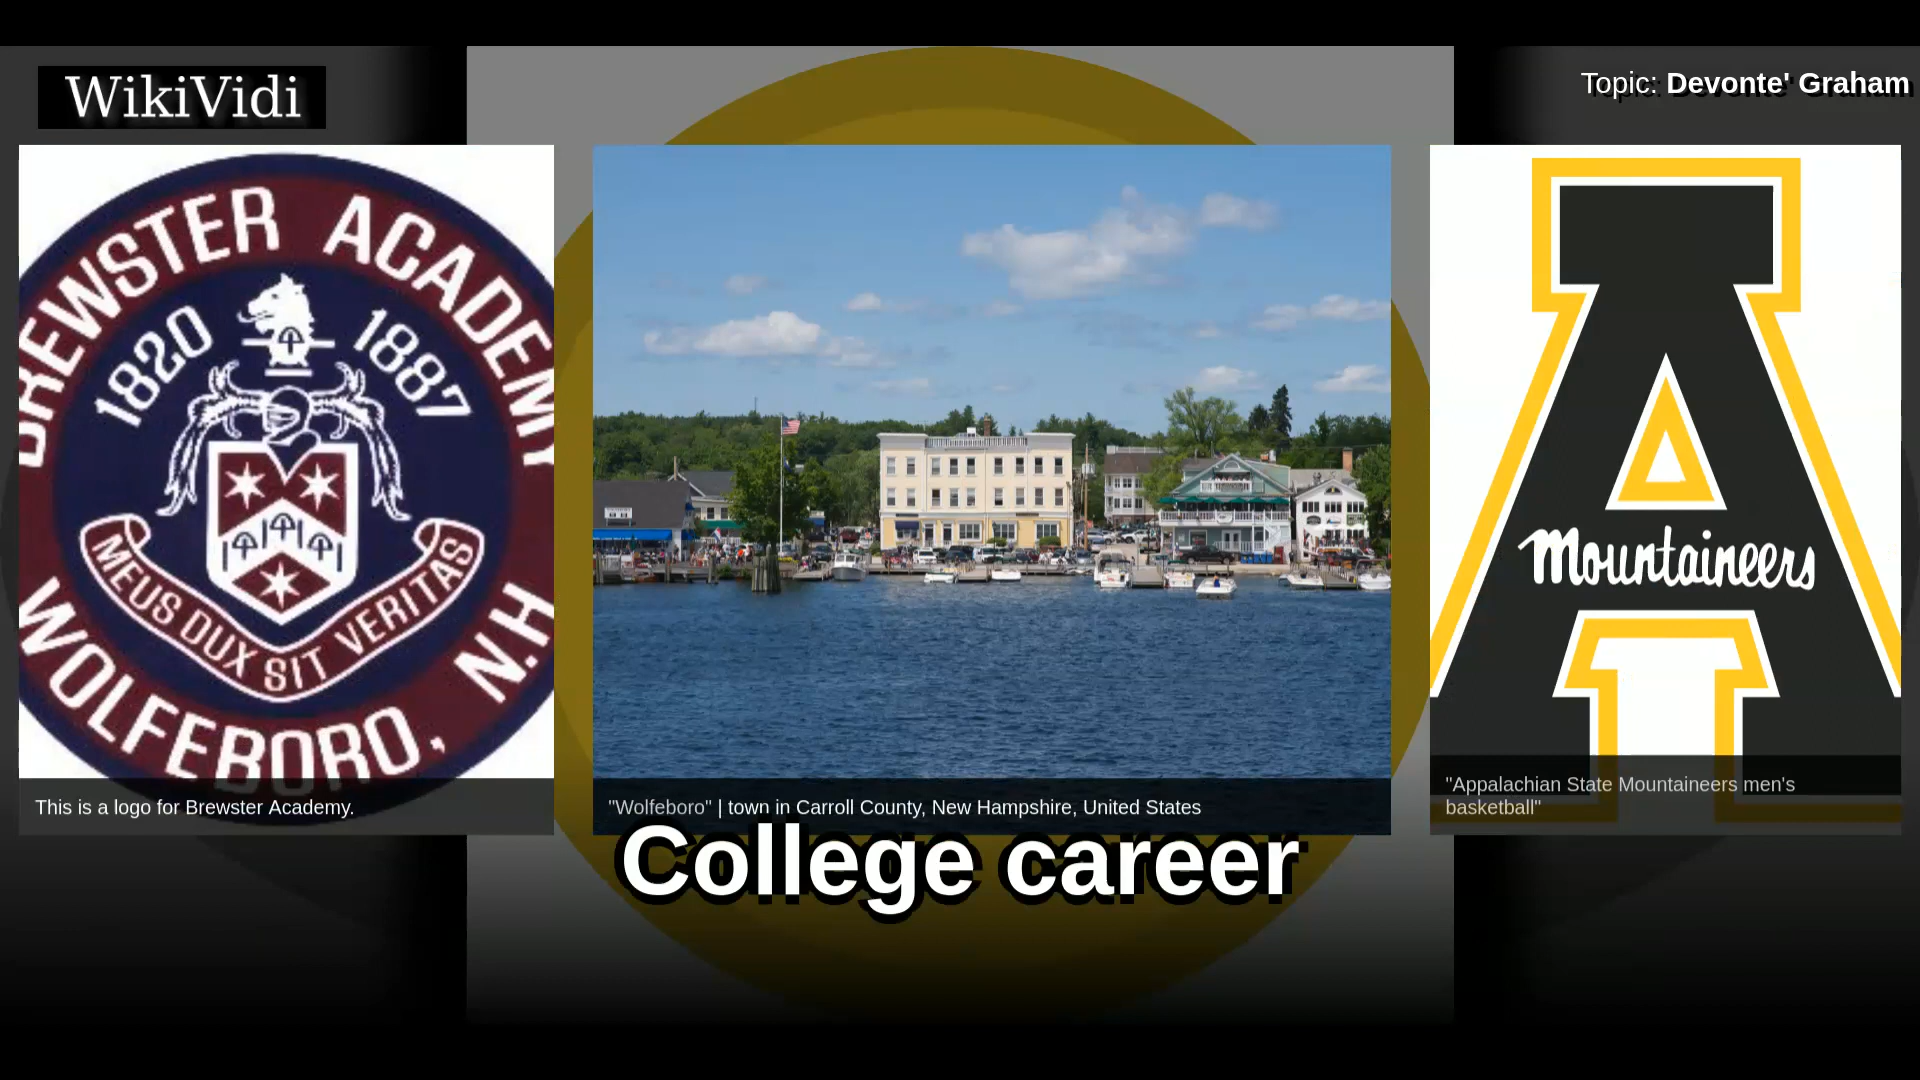 WikiVidi
Topic: Devonte' Graham
BREWSTER ACADEMY
1820 1887
MEUS DUX SIT VERITAS
WOLFEBORO, N.H
This is a logo for Brewster Academy.
"Wolfeboro" | town in Carroll County, New Hampshire, United States
Mountaineers
"Appalachian State Mountaineers men's
basketball"
College career